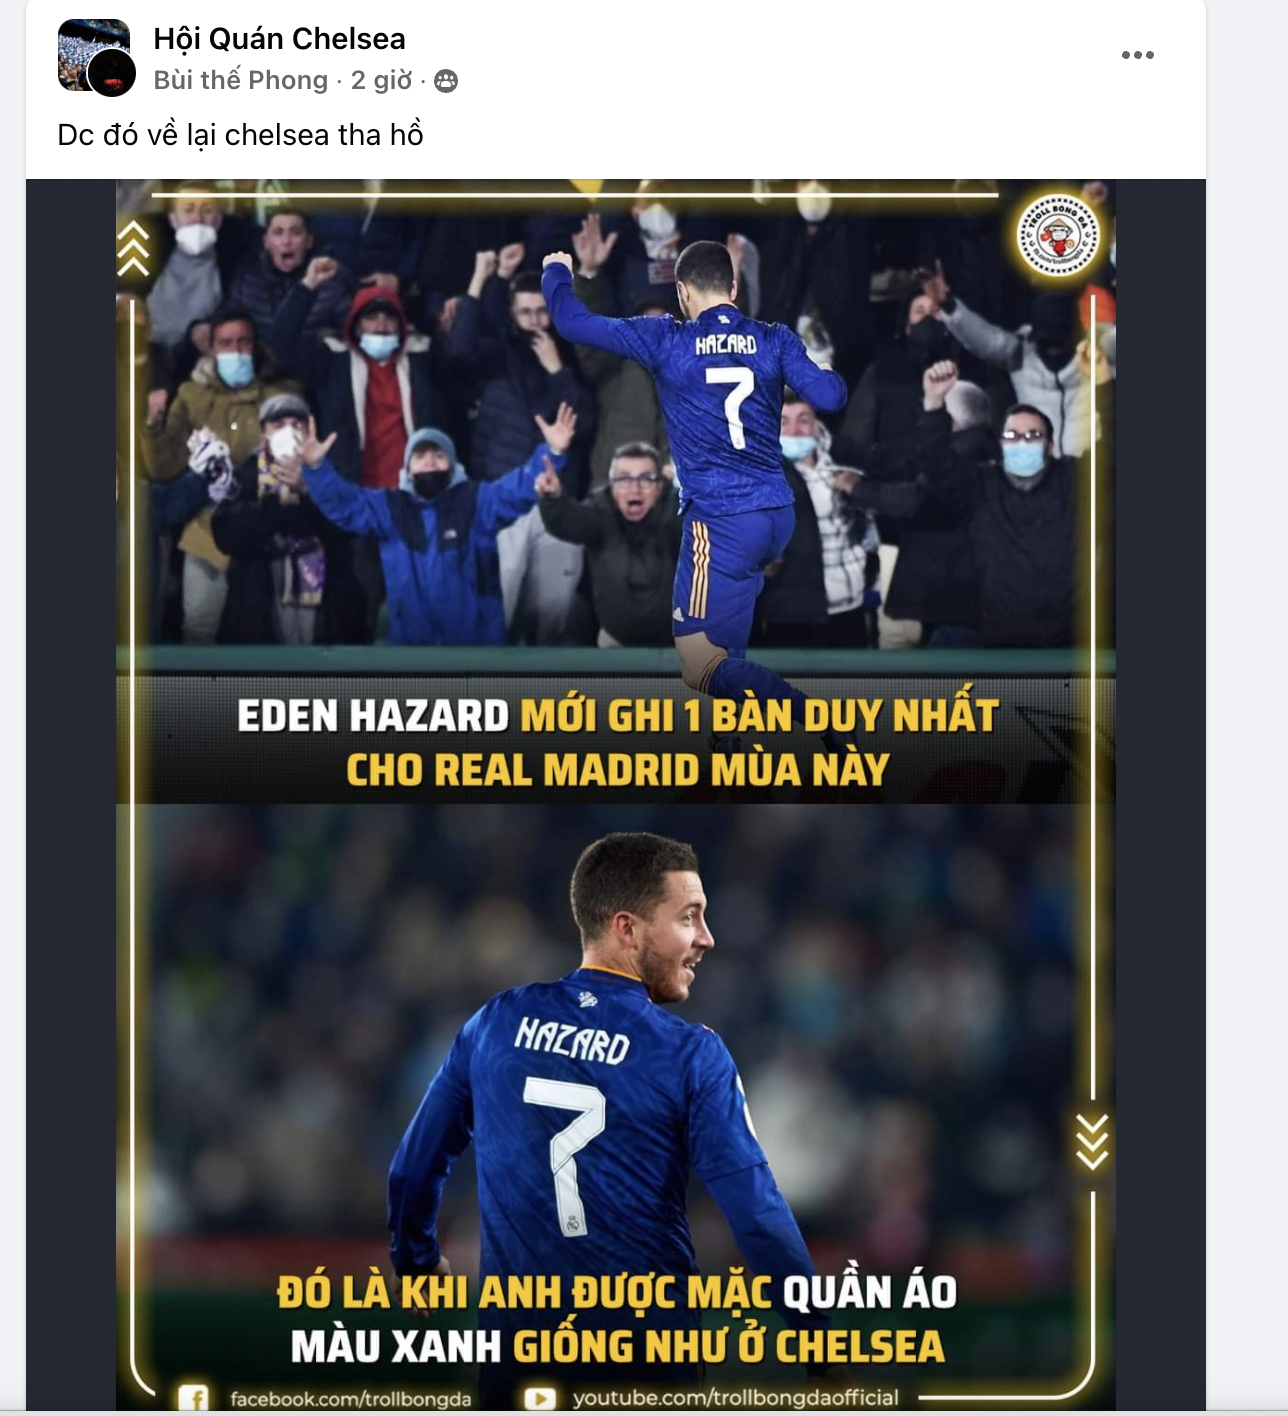 Hội Quán Chelsea
Bùi thế Phong · 2 giờ ·
Dc đó về lại chelsea tha hồ
TROLL BÓNG ĐÁ
HAZARD
7
EDEN HAZARD MỚI GHI 1 BÀN DUY NHẤT
CHO REAL MADRID MÙA NÀY
HAZARD
7
ĐÓ LÀ KHI ANH ĐƯỢC MẶC QUẦN ÁO
MÀU XANH GIỐNG NHƯ Ở CHELSEA
facebook.com/trollbongda
youtube.com/trollbongdaofficial